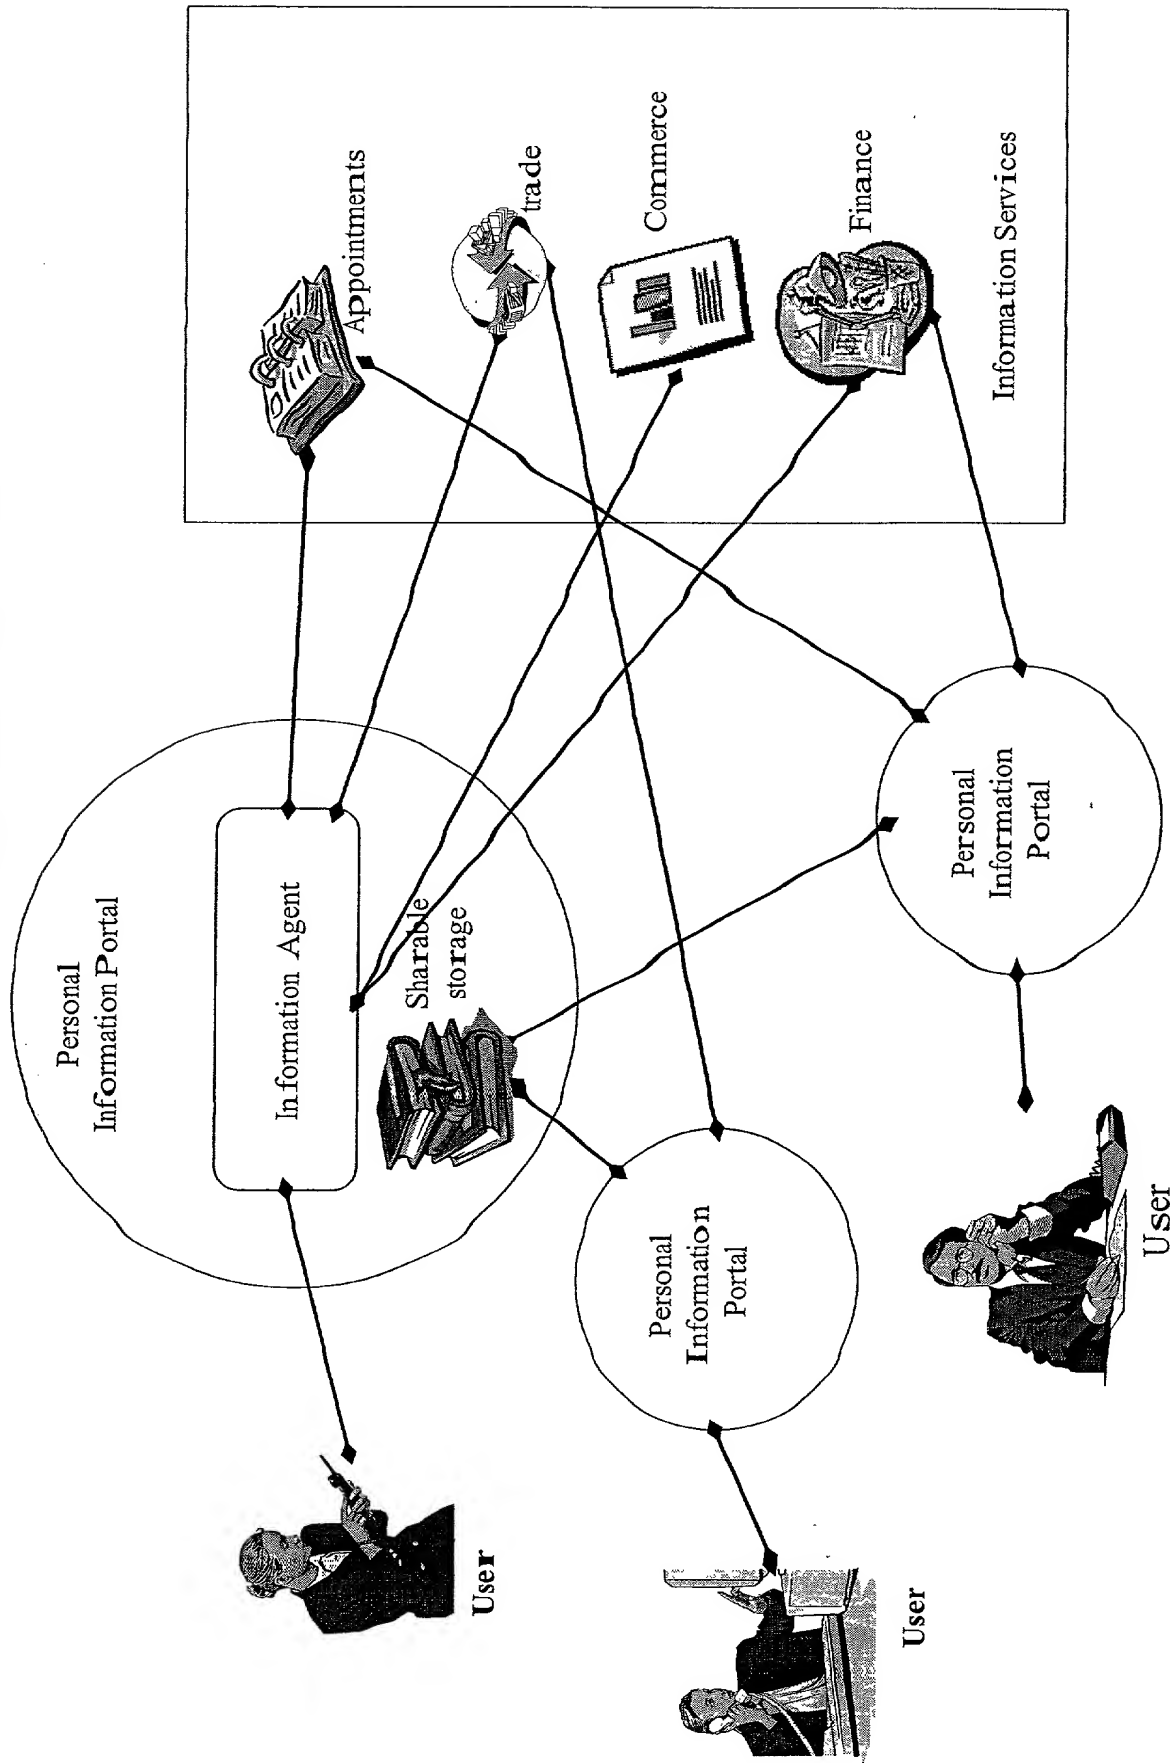 Personal
Information Portal
Information Agent
Sharable
storage
User
Personal
Information
Portal
User
Personal
Information
Portal
User
Appointments
trade
Commerce
Finance
Information Services